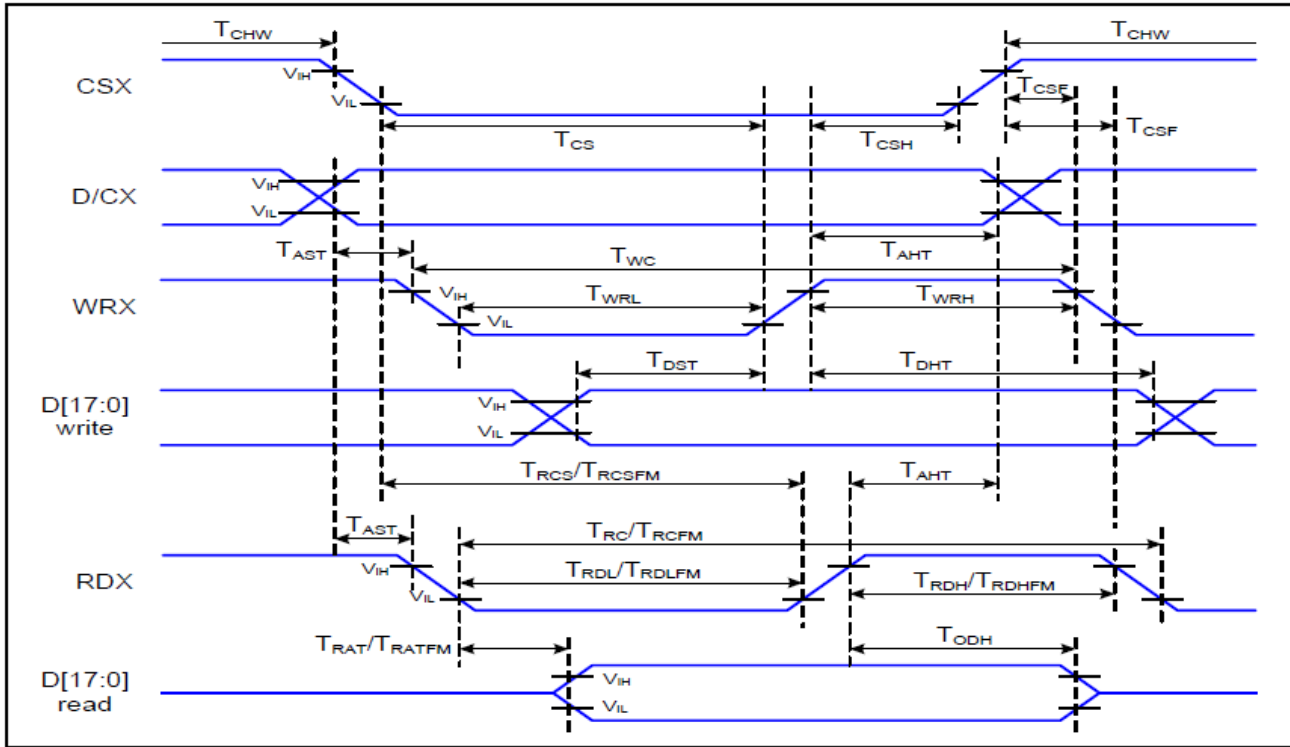 TCHW TCHW
VIH
CSX TCSF
VIL TCSF
TCS TCSH
VIH
D/CX
VIL
TAST TWC TAHT
WRX VIH TWRL TWRH
VIL
TDST TDHT
D[17:0] VIH
write VIL
TRCS/TRCSFM TAHT
TAST TRC/TRCFM
RDX VIH TRDL/TRDLFM TRDH/TRDHFM
VIL
TRAT/TRATFM TODH
D[17:0] VIH
read VIL